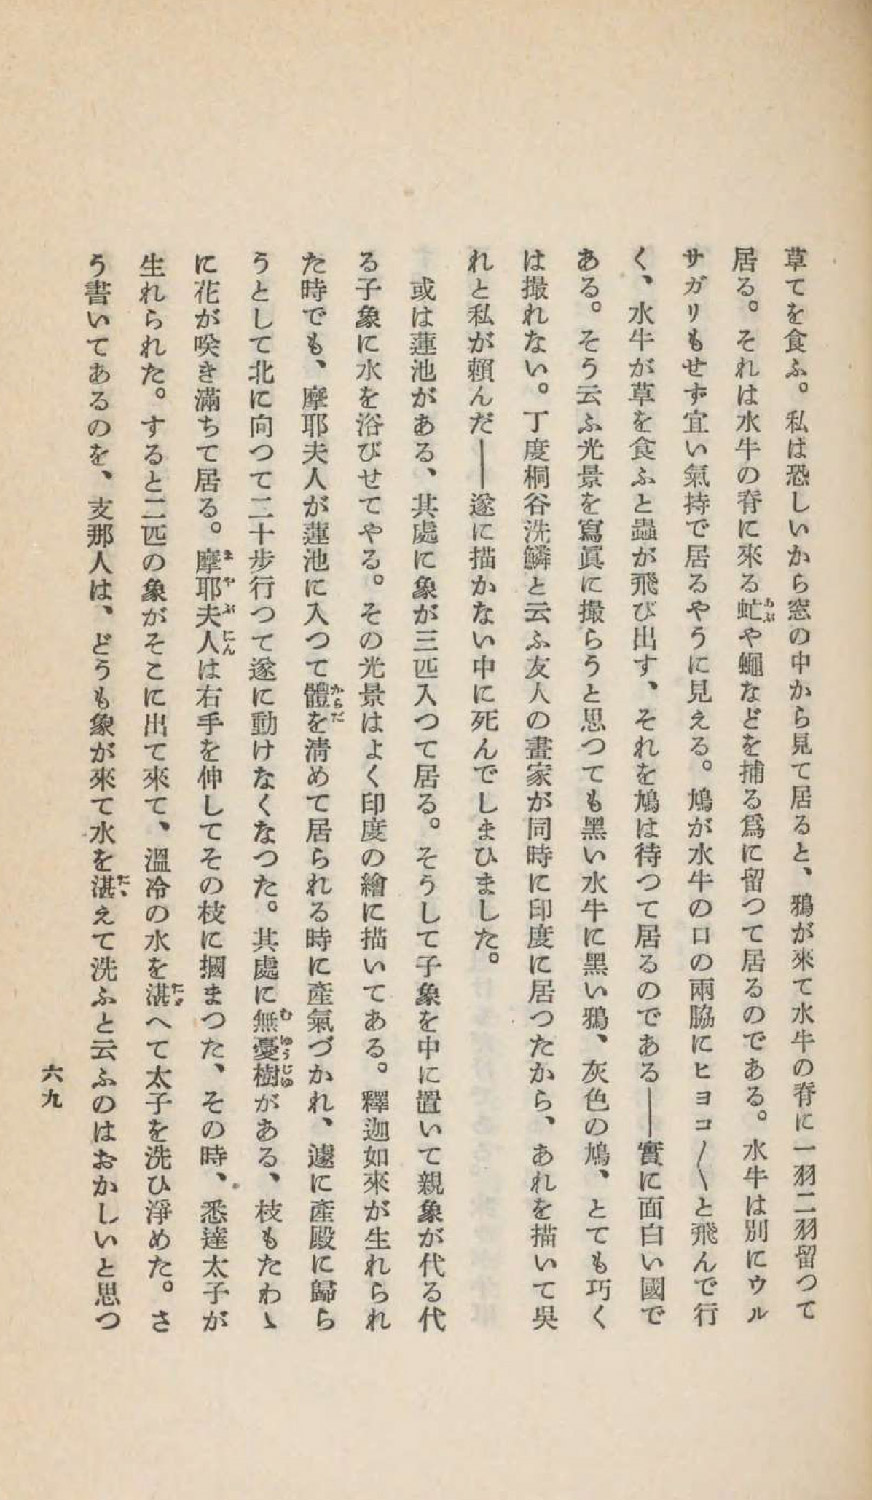 草てを食ふ。私は恐しいから窓の中から見て居ると、鴉が來て水牛の脊に一羽二羽留つて
居る。それは水牛の脊に來る虻や蠅などを捕る爲に留つて居るのである。水牛は別にウル
サガリもせず宜い氣持で居るやうに見える。鳩が水牛の口の兩脇にヒヨコ〳〵と飛んで行
く、水牛が草を食ふと蟲が飛び出す、それを鳩は待つて居るのである――實に面白い國で
ある。そう云ふ光景を寫眞に撮らうと思つても黑い水牛に黑い鴉、灰色の鳩、とても巧く
は撮れない。丁度桐谷洗鱗と云ふ友人の畫家が同時に印度に居つたから、あれを描いて吳
れと私が賴んだ――遂に描かない中に死んでしまひました。
或は蓮池がある、其處に象が三匹入つて居る。そうして子象を中に置いて親象が代る代
る子象に水を浴びせてやる。その光景はよく印度の繪に描いてある。釋迦如來が生れられ
た時でも、摩耶夫人が蓮池に入つて體を淸めて居られる時に產氣づかれ、遽に產殿に歸ら
うとして北に向つて二十步行つて遂に動けなくなつた。其處に無憂樹がある、枝もたわゝ
に花が咲き滿ちて居る。摩耶夫人は右手を伸してその枝に摑まつた、その時、悉達太子が
生れられた。すると二匹の象がそこに出て來て、溫冷の水を湛へて太子を洗ひ淨めた。さ
う書いてあるのを、支那人は、どうも象が來て水を湛えて洗ふと云ふのはおかしいと思つ
六九